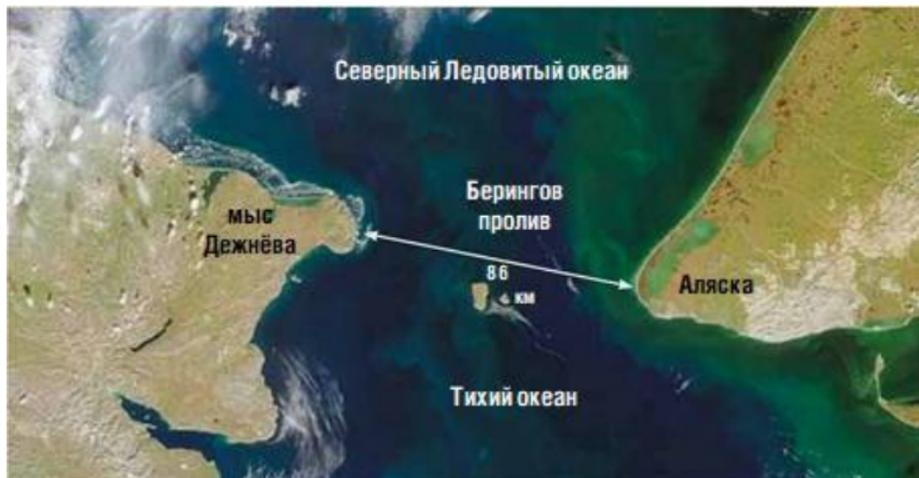 Северный Ледовитый океан
Берингов
пролив
мыс
Дежнёва
86
км
Аляска
Тихий океан